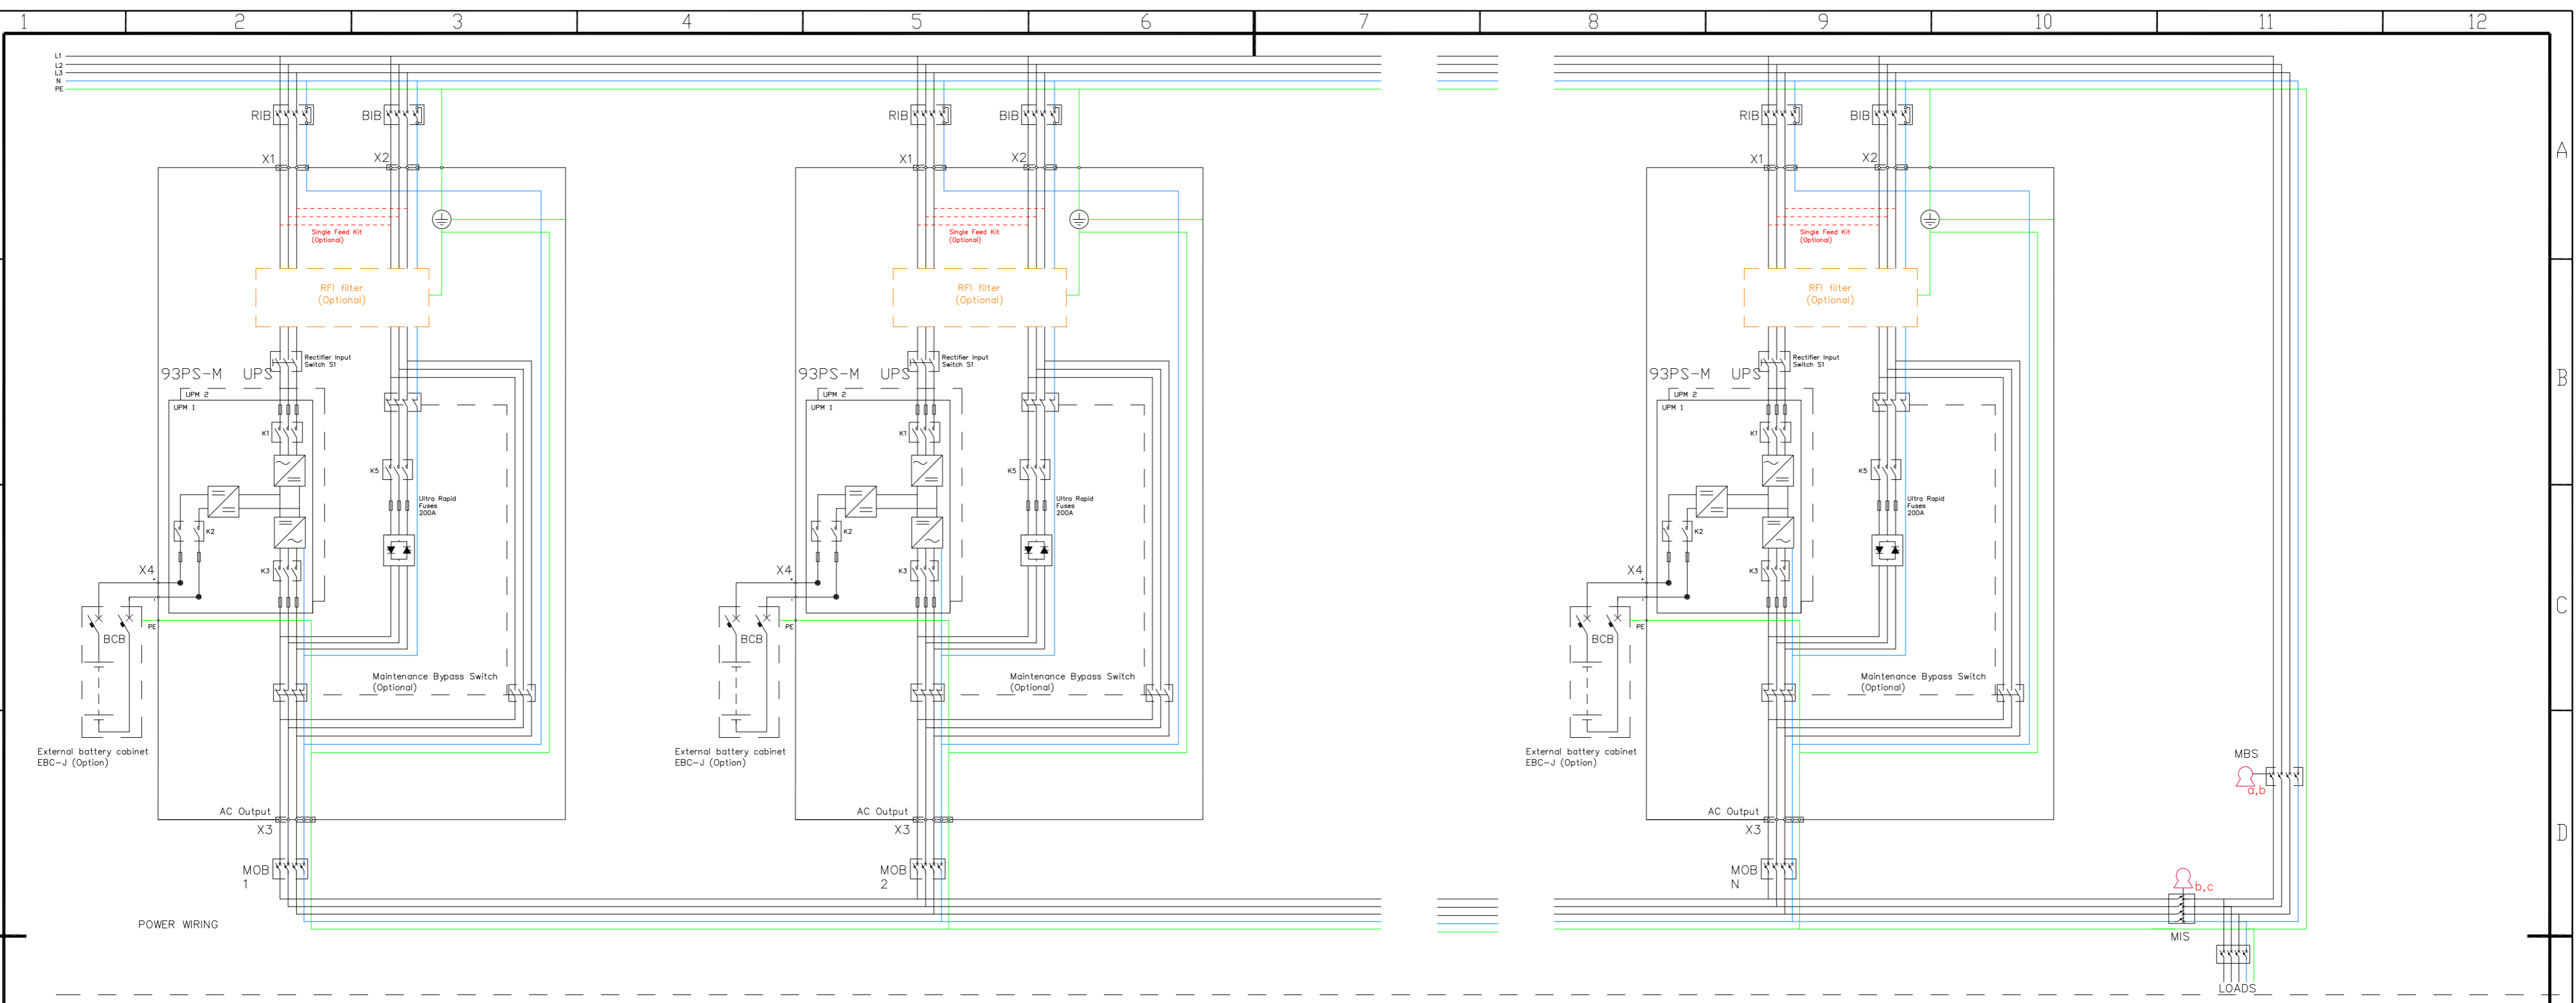 1 2 3 4 5 6 7 8 9 10 11 12
L1
L2
L3
N
PE
RIB BIB
X1 X2
Single Feed Kit
(Optional)
RFI filter
(Optional)
Rectifier Input
Switch S1
93PS-M UPS
UPM 2
UPM 1
K1
K5
Ultra Rapid
Fuses
200A
K2
K3
X4
+
-
PE
BCB
Maintenance Bypass Switch
(Optional)
External battery cabinet
EBC-J (Option)
AC Output
X3
MOB
1
RIB BIB
X1 X2
Single Feed Kit
(Optional)
RFI filter
(Optional)
Rectifier Input
Switch S1
93PS-M UPS
UPM 2
UPM 1
K1
K5
Ultra Rapid
Fuses
200A
K2
K3
X4
+
-
PE
BCB
Maintenance Bypass Switch
(Optional)
External battery cabinet
EBC-J (Option)
AC Output
X3
MOB
2
RIB BIB
X1 X2
Single Feed Kit
(Optional)
RFI filter
(Optional)
Rectifier Input
Switch S1
93PS-M UPS
UPM 2
UPM 1
K1
K5
Ultra Rapid
Fuses
200A
K2
K3
X4
+
-
PE
BCB
Maintenance Bypass Switch
(Optional)
External battery cabinet
EBC-J (Option)
AC Output
X3
MOB
N
MBS
a,b
b,c
MIS
LOADS
POWER WIRING
A
B
C
D